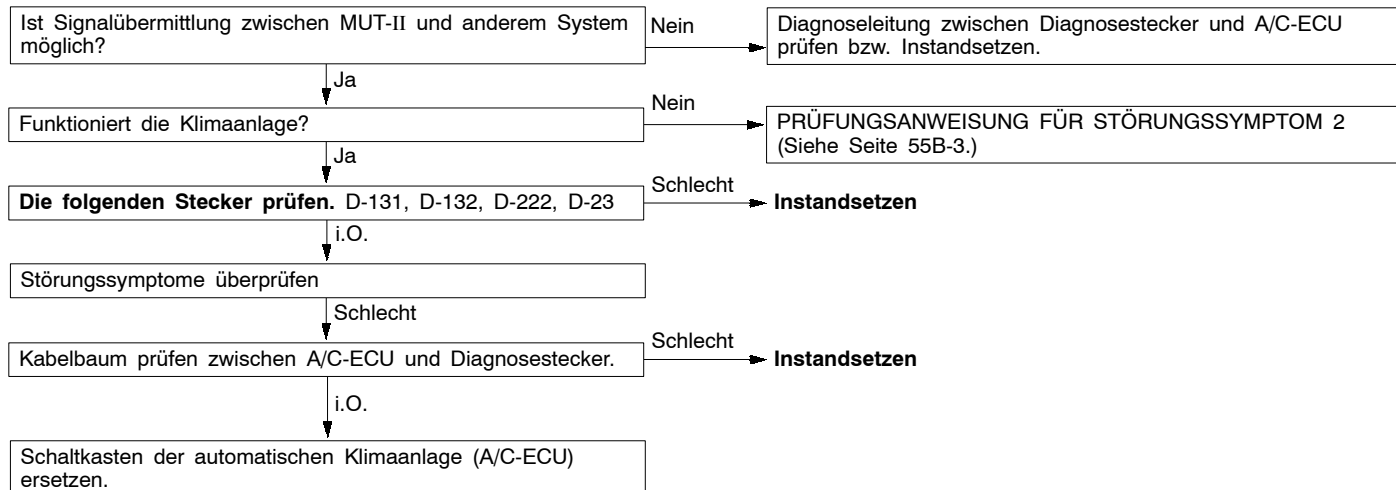 Ist Signalübermittlung zwischen MUT-II und anderem System
möglich?
Nein
Diagnoseleitung zwischen Diagnosestecker und A/C-ECU
prüfen bzw. Instandsetzen.
Ja
Funktioniert die Klimaanlage?
Nein
PRÜFUNGSANWEISUNG FÜR STÖRUNGSSYMPTOM 2
(Siehe Seite 55B-3.)
Ja
Die folgenden Stecker prüfen. D-131, D-132, D-222, D-23
Schlecht
Instandsetzen
i.O.
Störungssymptome überprüfen
Schlecht
Kabelbaum prüfen zwischen A/C-ECU und Diagnosestecker.
Schlecht
Instandsetzen
i.O.
Schaltkasten der automatischen Klimaanlage (A/C-ECU)
ersetzen.